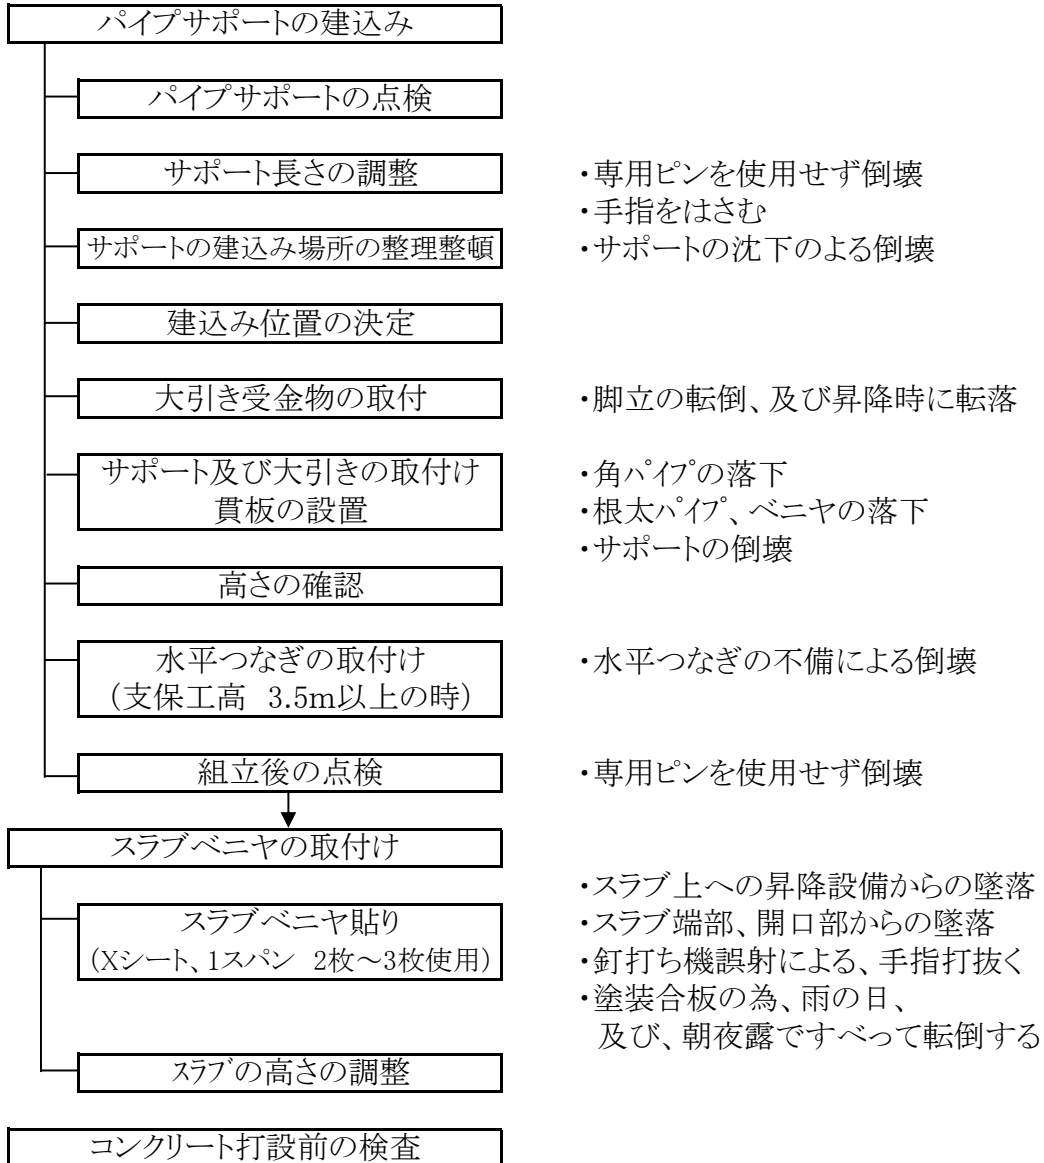 パイプサポートの建込み
パイプサポートの点検
サポート長さの調整
・専用ピンを使用せず倒壊
・手指をはさむ
サポートの建込み場所の整理整頓
・サポートの沈下のよる倒壊
建込み位置の決定
大引き受金物の取付
・脚立の転倒、及び昇降時に転落
サポート及び大引きの取付け
貫板の設置
・角パイプの落下
・根太パイプ、ベニヤの落下
・サポートの倒壊
高さの確認
水平つなぎの取付け
(支保工高 3.5m以上の時)
・水平つなぎの不備による倒壊
組立後の点検
・専用ピンを使用せず倒壊
スラブベニヤの取付け
スラブベニヤ貼り
(Xシート、1スパン 2枚～3枚使用)
・スラブ上への昇降設備からの墜落
・スラブ端部、開口部からの墜落
・釘打ち機誤射による、手指打抜く
・塗装合板の為、雨の日、
及び、朝夜露ですべって転倒する
スラブの高さの調整
コンクリート打設前の検査